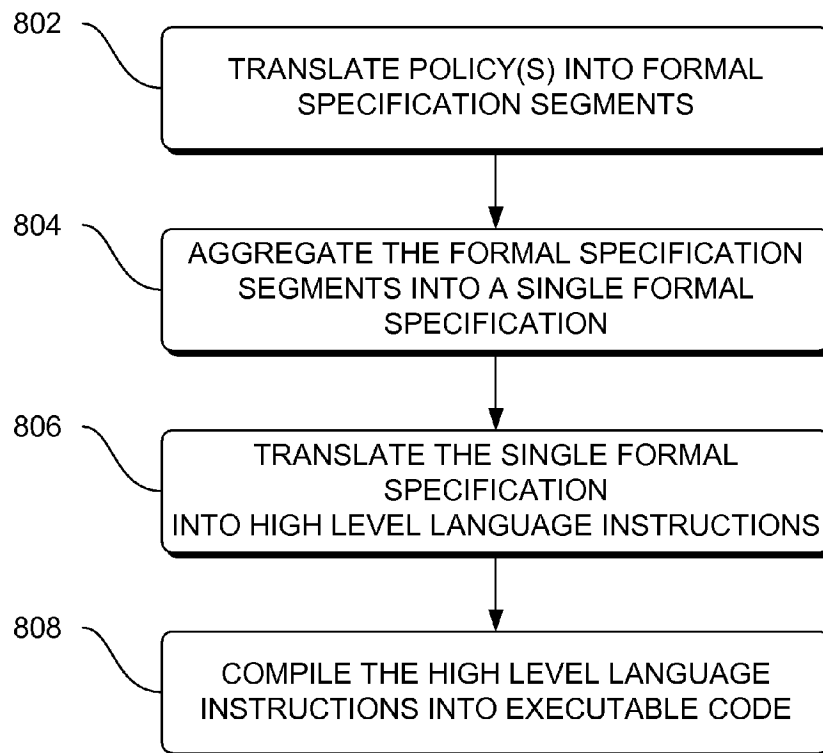 802
TRANSLATE POLICY(S) INTO FORMAL
SPECIFICATION SEGMENTS
804
AGGREGATE THE FORMAL SPECIFICATION
SEGMENTS INTO A SINGLE FORMAL
SPECIFICATION
806
TRANSLATE THE SINGLE FORMAL
SPECIFICATION
INTO HIGH LEVEL LANGUAGE INSTRUCTIONS
808
COMPILE THE HIGH LEVEL LANGUAGE
INSTRUCTIONS INTO EXECUTABLE CODE